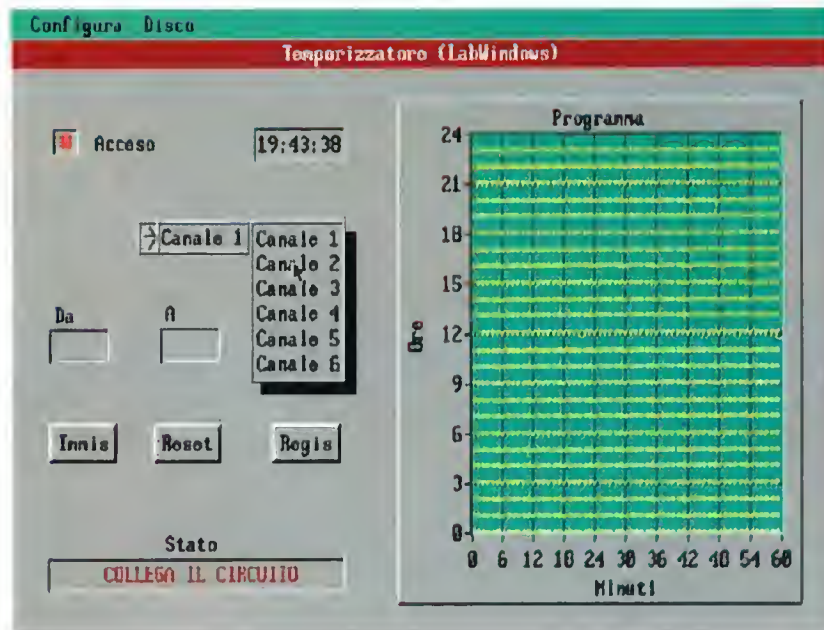 Configura Disco
Temporizzatore (LabWindows)
Acceso
19:43:38
Canale 1
Canale 1
Canale 2
Canale 3
Canale 4
Canale 5
Canale 6
Da A
Immis Reset Regis
Stato
COLLEGA IL CIRCUITO
Programma
24
21
18
15
12
9
6
3
0
Ore
0 6 12 18 24 30 36 42 48 54 60
Minuti